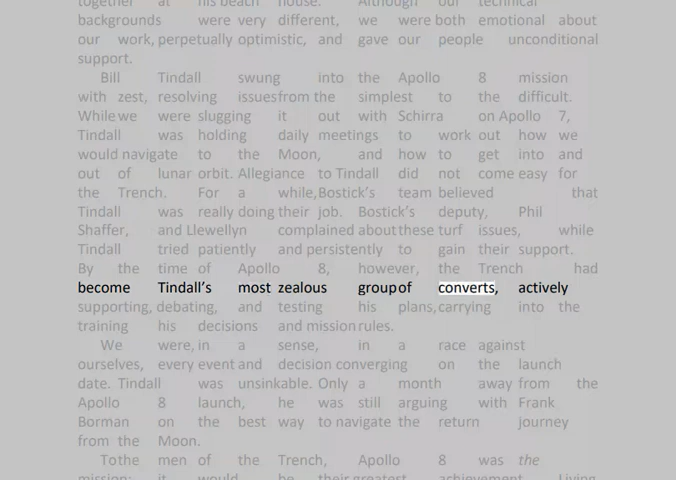 together at his beach house. Although our technical
backgrounds were very different, we were both emotional about
our work, perpetually optimistic, and gave our people unconditional
support.
Bill Tindall swung into the Apollo 8 mission
with zest, resolving issuesfrom the simplest to the difficult.
While we were slugging it out with Schirra on Apollo 7,
Tindall was holding daily meetings to work out how we
would navigate to the Moon, and how to get into and
out of lunar orbit. Allegiance to Tindall did not come easy for
the Trench. For a while, Bostick’s team believed that
Tindall was really doing their job. Bostick’s deputy, Phil
Shaffer, and Llewellyn complained about these turf issues, while
Tindall tried patiently and persistently to gain their support.
By the time of Apollo 8, however, the Trench had
become Tindall’s most zealous group of converts, actively
supporting, debating, and testing his plans, carrying into the
training his decisions and mission rules.
We were, in a sense, in a race against
ourselves, every event and decision converging on the launch
date. Tindall was unsinkable. Only a month away from the
Apollo 8 launch, he was still arguing with Frank
Borman on the best way to navigate the return journey
from the Moon.
To the men of the Trench, Apollo 8 was the
mission; it would be their greatest achievement. Living